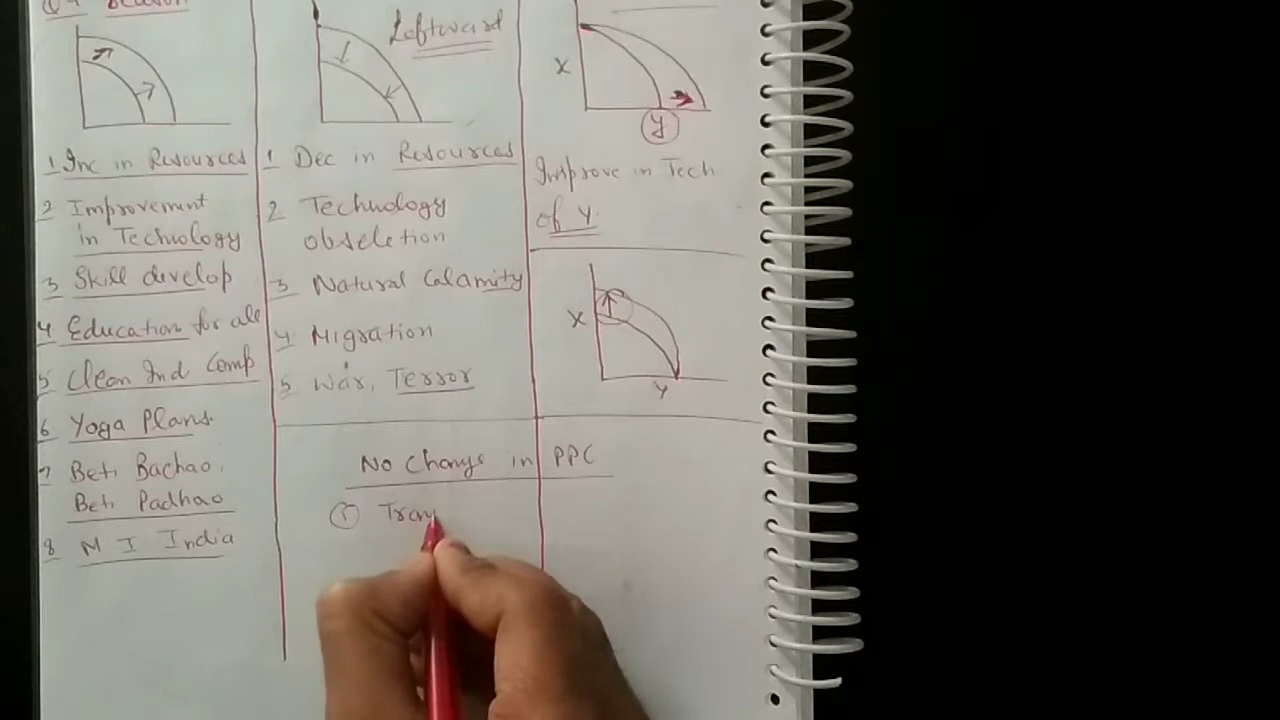 Reason
Leftward
X
Y
1 Inc in Resources
2 Improvement
in Technology
3 Skill develop
4 Education for all
5 Clean Ind Comp
6 Yoga Plans.
7 Beti Bachao,
Beti Padhao
8 M I India
1 Dec in Resources
2 Technology
obseletion
3 Natural Calamity
4 Migration
5 War, Terror
Improve in Tech
of Y
X
Y
No Change in PPC
1 Tran